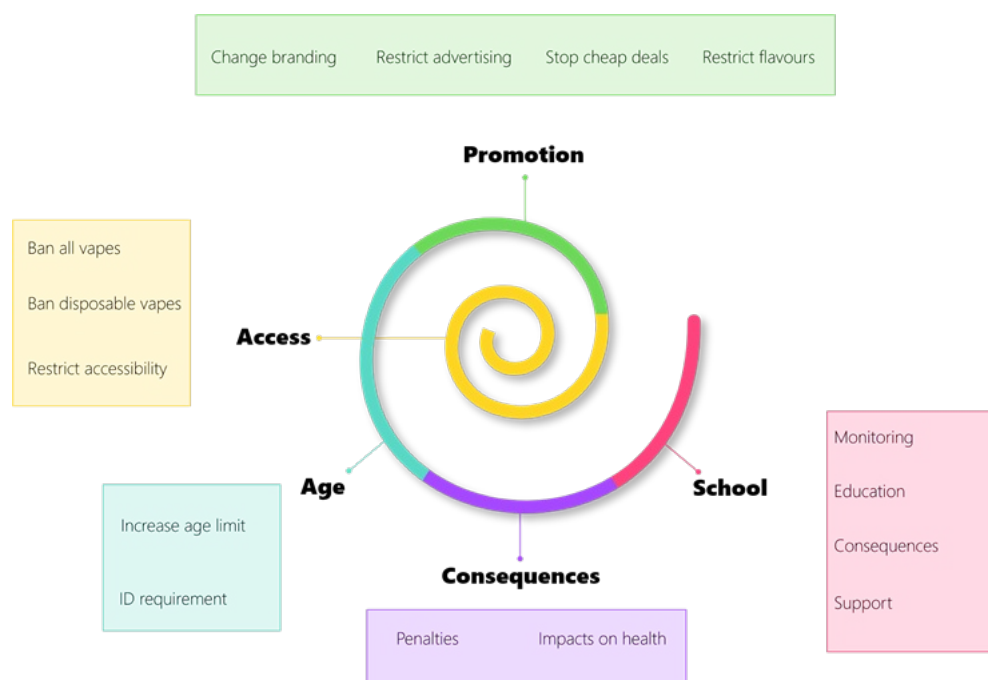 Change branding
Restrict advertising
Stop cheap deals
Restrict flavours
Promotion
Ban all vapes
Ban disposable vapes
Restrict accessibility
Access
Age
Increase age limit
ID requirement
Consequences
Penalties
Impacts on health
School
Monitoring
Education
Consequences
Support